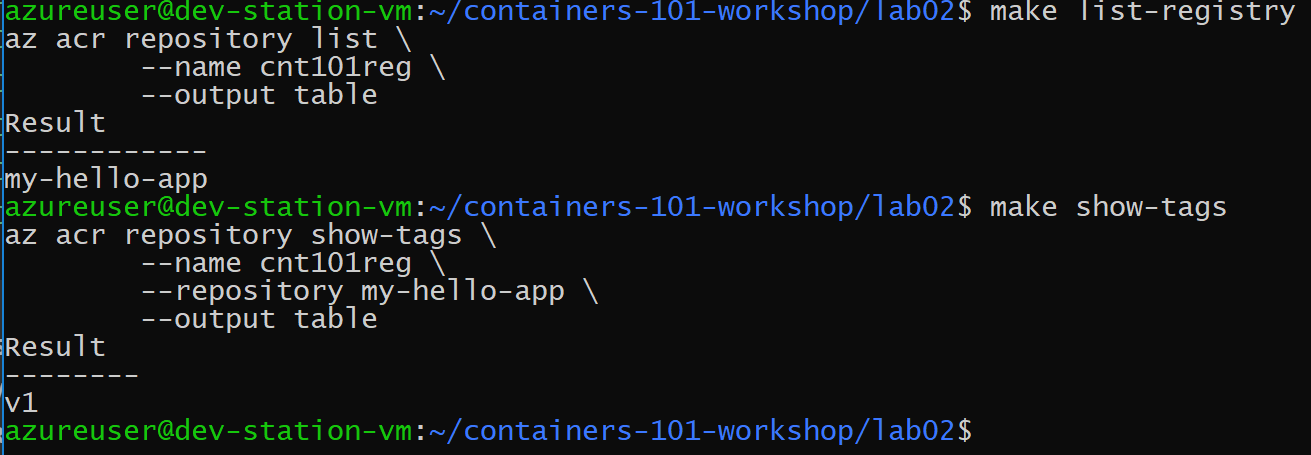 azureuser@dev-station-vm:~/containers-101-workshop/lab02$ make list-registry
az acr repository list \
        --name cnt101reg \
        --output table
Result
------------
my-hello-app
azureuser@dev-station-vm:~/containers-101-workshop/lab02$ make show-tags
az acr repository show-tags \
        --name cnt101reg \
        --repository my-hello-app \
        --output table
Result
--------
v1
azureuser@dev-station-vm:~/containers-101-workshop/lab02$